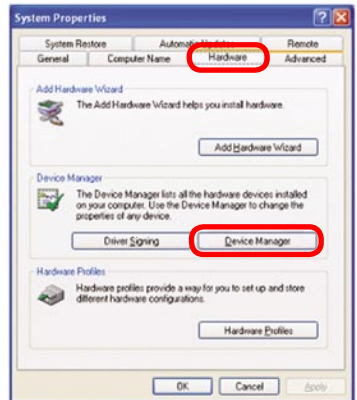 System Properties
System Restore Automatic Updates Remote
General Computer Name Hardware Advanced
Add Hardware Wizard
The Add Hardware Wizard helps you install hardware.
Add Hardware Wizard
Device Manager
The Device Manager lists all the hardware devices installed
on your computer. Use the Device Manager to change the
properties of any device.
Driver Signing Device Manager
Hardware Profiles
Hardware profiles provide a way for you to set up and store
different hardware configurations.
Hardware Profiles
OK Cancel Apply